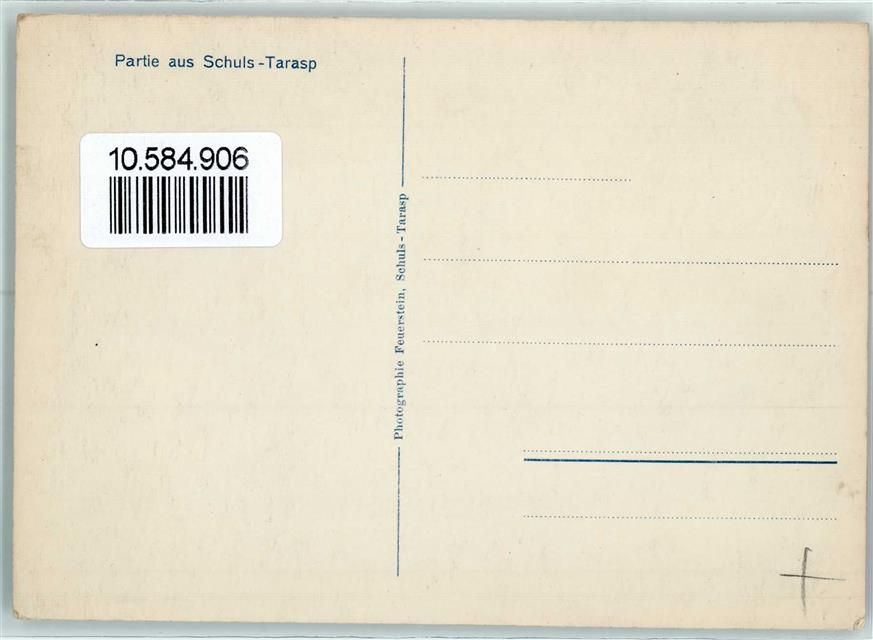 Partie aus Schuls-Tarasp
10.584.906
Photographie Feuerstein, Schuls-Tarasp